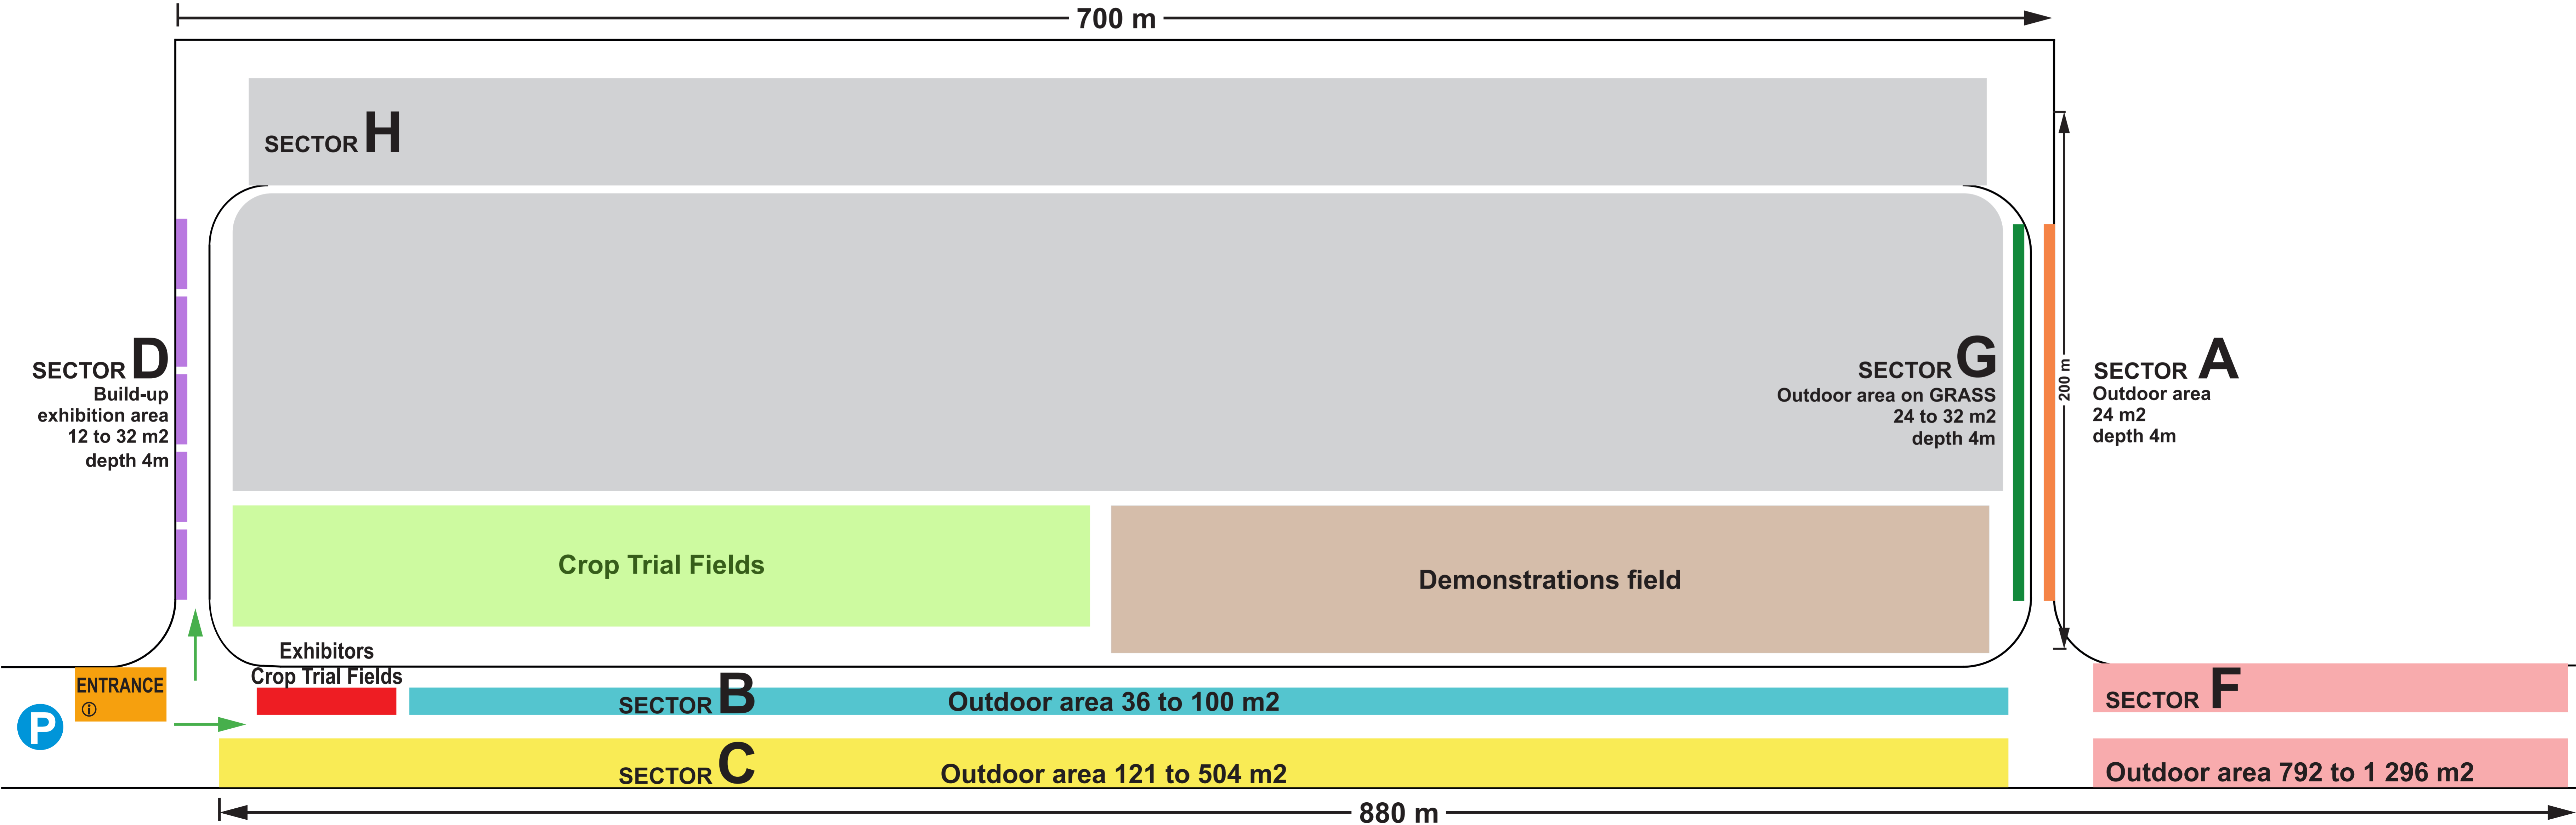 700 m
SECTOR H
200 m
SECTOR D
Build-up
exhibition area
12 to 32 m2
depth 4m
SECTOR G
Outdoor area on GRASS
24 to 32 m2
depth 4m
SECTOR A
Outdoor area
24 m2
depth 4m
Crop Trial Fields
Demonstrations field
Exhibitors
Crop Trial Fields
ENTRANCE
i
P
SECTOR B Outdoor area 36 to 100 m2
SECTOR F
SECTOR C Outdoor area 121 to 504 m2
Outdoor area 792 to 1 296 m2
880 m